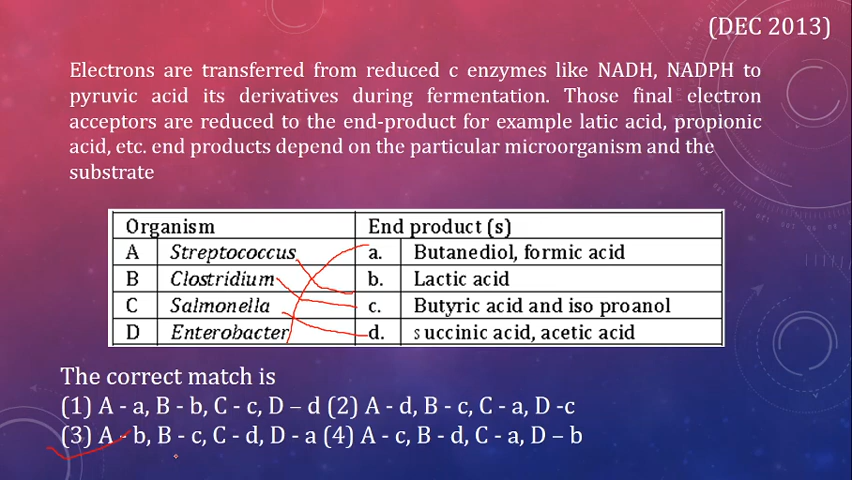 (DEC 2013)
Electrons are transferred from reduced c enzymes like NADH, NADPH to
pyruvic acid its derivatives during fermentation. Those final electron
acceptors are reduced to the end-product for example latic acid, propionic
acid, etc. end products depend on the particular microorganism and the
substrate
Organism End product (s)
A Streptococcus a. Butanediol, formic acid
B Clostridium b. Lactic acid
C Salmonella c. Butyric acid and iso proanol
D Enterobacter d. succinic acid, acetic acid
The correct match is
(1) A - a, B - b, C - c, D – d (2) A - d, B - c, C - a, D -c
(3) A - b, B - c, C - d, D - a (4) A - c, B - d, C - a, D – b